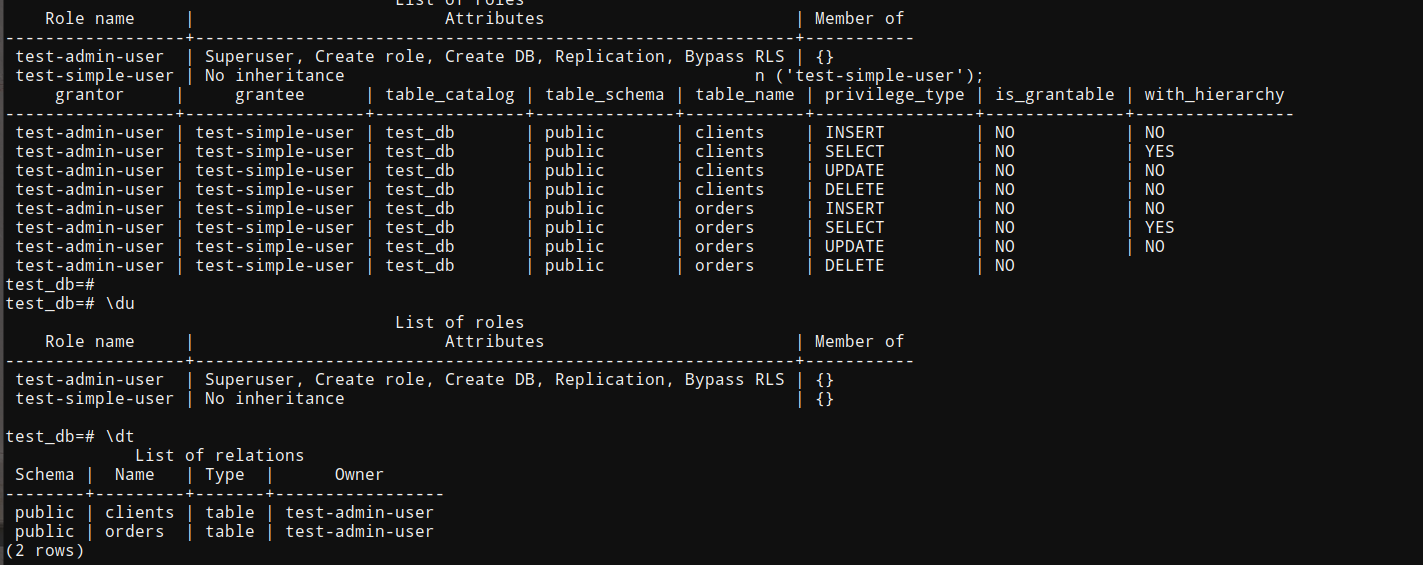 List of roles
    Role name     |                         Attributes                         | Member of
------------------+------------------------------------------------------------+-----------
 test-admin-user  | Superuser, Create role, Create DB, Replication, Bypass RLS | {}
 test-simple-user | No inheritance                                         n ('test-simple-user');
     grantor     |     grantee      | table_catalog | table_schema | table_name | privilege_type | is_grantable | with_hierarchy
-----------------+------------------+---------------+--------------+------------+----------------+--------------+----------------
 test-admin-user | test-simple-user | test_db       | public       | clients    | INSERT         | NO           | NO
 test-admin-user | test-simple-user | test_db       | public       | clients    | SELECT         | NO           | YES
 test-admin-user | test-simple-user | test_db       | public       | clients    | UPDATE         | NO           | NO
 test-admin-user | test-simple-user | test_db       | public       | clients    | DELETE         | NO           | NO
 test-admin-user | test-simple-user | test_db       | public       | orders     | INSERT         | NO           | NO
 test-admin-user | test-simple-user | test_db       | public       | orders     | SELECT         | NO           | YES
 test-admin-user | test-simple-user | test_db       | public       | orders     | UPDATE         | NO           | NO
 test-admin-user | test-simple-user | test_db       | public       | orders     | DELETE         | NO
test_db=#
test_db=# \du
                                       List of roles
    Role name     |                         Attributes                         | Member of
------------------+------------------------------------------------------------+-----------
 test-admin-user  | Superuser, Create role, Create DB, Replication, Bypass RLS | {}
 test-simple-user | No inheritance                                             | {}
test_db=# \dt
             List of relations
 Schema |  Name   | Type  |      Owner
--------+---------+-------+-----------------
 public | clients | table | test-admin-user
 public | orders  | table | test-admin-user
(2 rows)